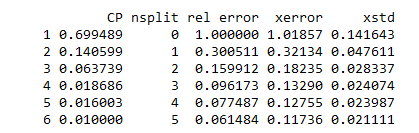 CP nsplit rel error xerror xstd
1 0.699489 0 1.000000 1.01857 0.141643
2 0.140599 1 0.300511 0.32134 0.047611
3 0.063739 2 0.159912 0.18235 0.028337
4 0.018686 3 0.096173 0.13290 0.024074
5 0.016003 4 0.077487 0.12755 0.023987
6 0.010000 5 0.061484 0.11736 0.021111